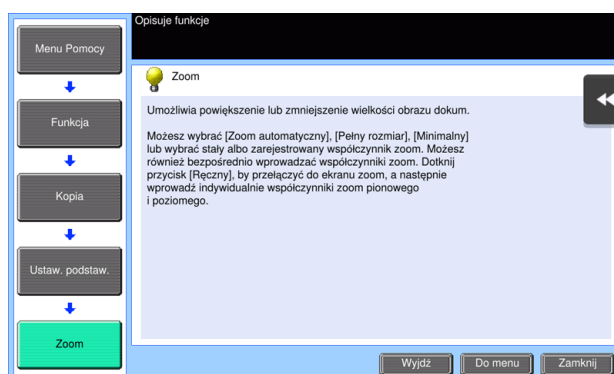 Opisuje funkcje
Menu Pomocy
Funkcja
Kopia
Ustaw. podstaw.
Zoom
Zoom
Umożliwia powiększenie lub zmniejszenie wielkości obrazu dokum.
Możesz wybrać [Zoom automatyczny], [Pełny rozmiar], [Minimalny]
lub wybrać stały albo zarejestrowany współczynnik zoom. Możesz
również bezpośrednio wprowadzać współczynniki zoom. Dotknij
przycisk [Ręczny], by przełączyć do ekranu zoom, a następnie
wprowadź indywidualnie współczynniki zoom pionowego
i poziomego.
Wyjdź
Do menu
Zamknij